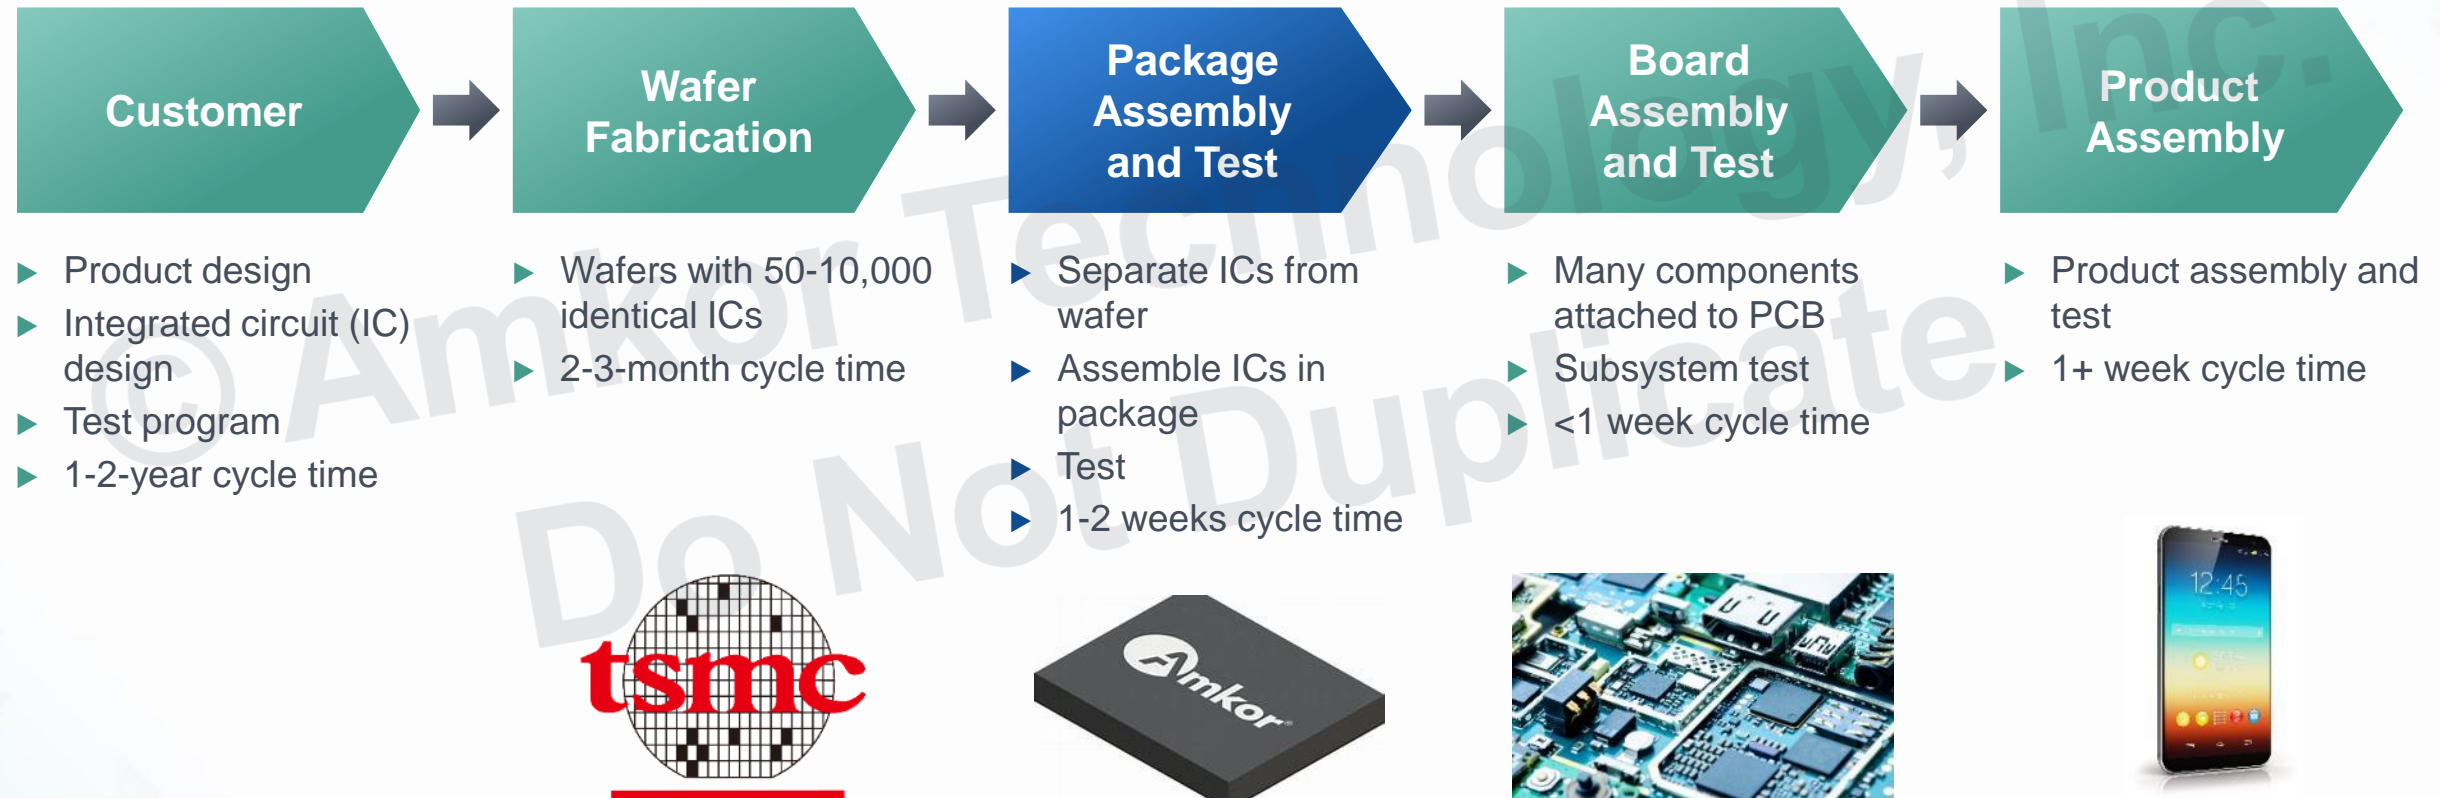 Customer
Wafer
Fabrication
Package
Assembly
and Test
Board
Assembly
and Test
Product
Assembly
Product design
Integrated circuit (IC)
design
Test program
1-2-year cycle time
Wafers with 50-10,000
identical ICs
2-3-month cycle time
Separate ICs from
wafer
Assemble ICs in
package
Test
1-2 weeks cycle time
Many components
attached to PCB
Subsystem test
<1 week cycle time
Product assembly and
test
1+ week cycle time
tsmc
Amkor
12:45
© Amkor Technology, Inc.
Do Not Duplicate